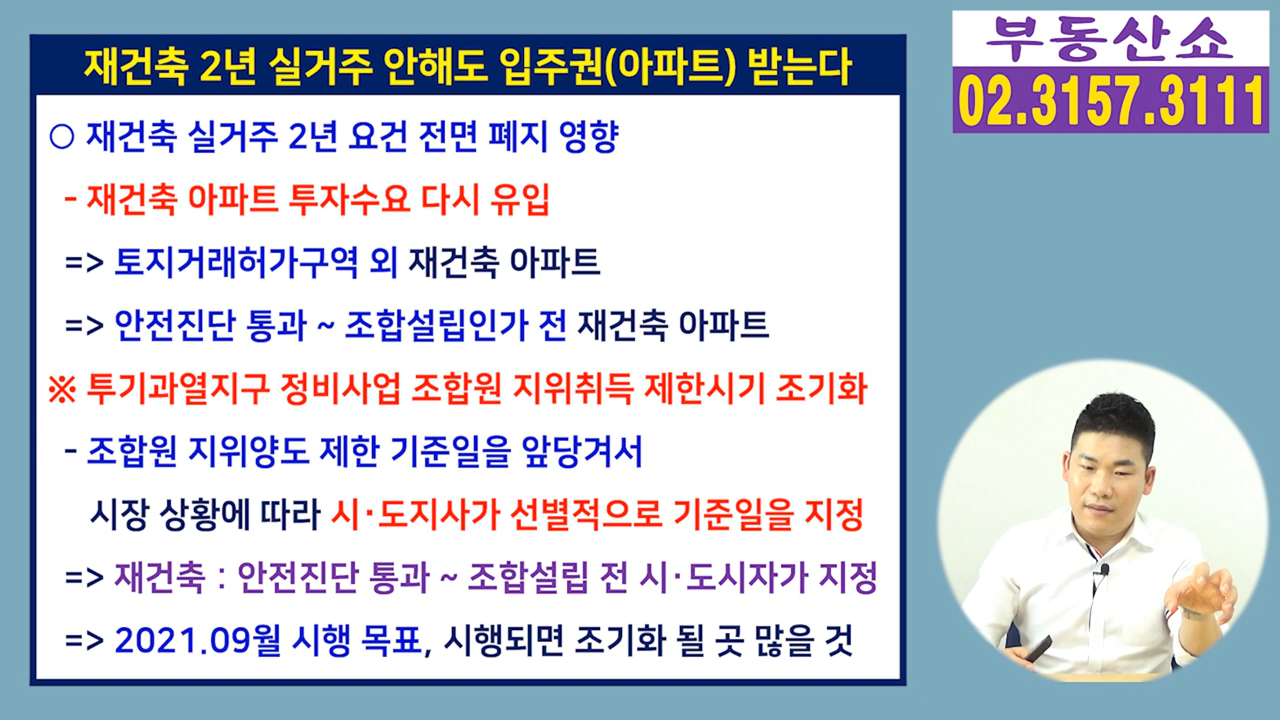 재건축 2년 실거주 안해도 입주권(아파트) 받는다
○ 재건축 실거주 2년 요건 전면 폐지 영향
- 재건축 아파트 투자수요 다시 유입
=> 토지거래허가구역 외 재건축 아파트
=> 안전진단 통과 ~ 조합설립인가 전 재건축 아파트
※ 투기과열지구 정비사업 조합원 지위취득 제한시기 조기화
- 조합원 지위양도 제한 기준일을 앞당겨서
시장 상황에 따라 시·도지사가 선별적으로 기준일을 지정
=> 재건축 : 안전진단 통과 ~ 조합설립 전 시·도시자가 지정
=> 2021.09월 시행 목표, 시행되면 조기화 될 곳 많을 것
부동산쇼
02.3157.3111